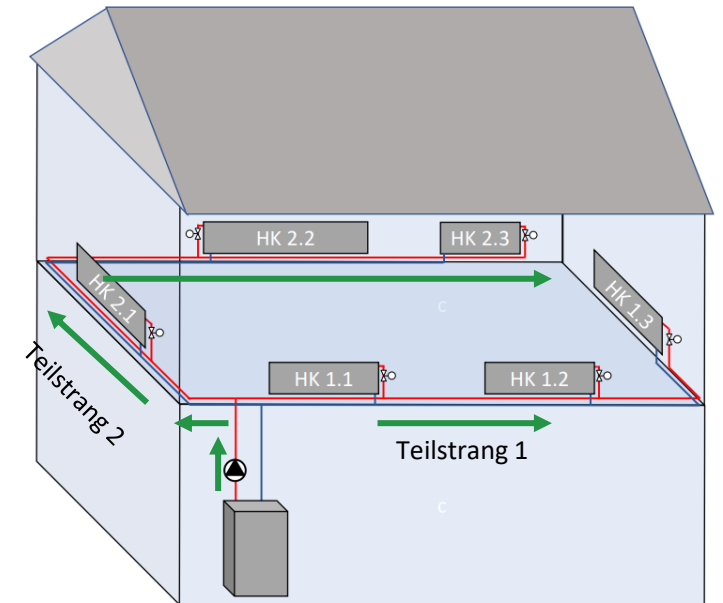 HK 2.2
HK 2.3
HK 2.1
HK 1.3
C
HK 1.1
HK 1.2
Teilstrang 2
Teilstrang 1
C